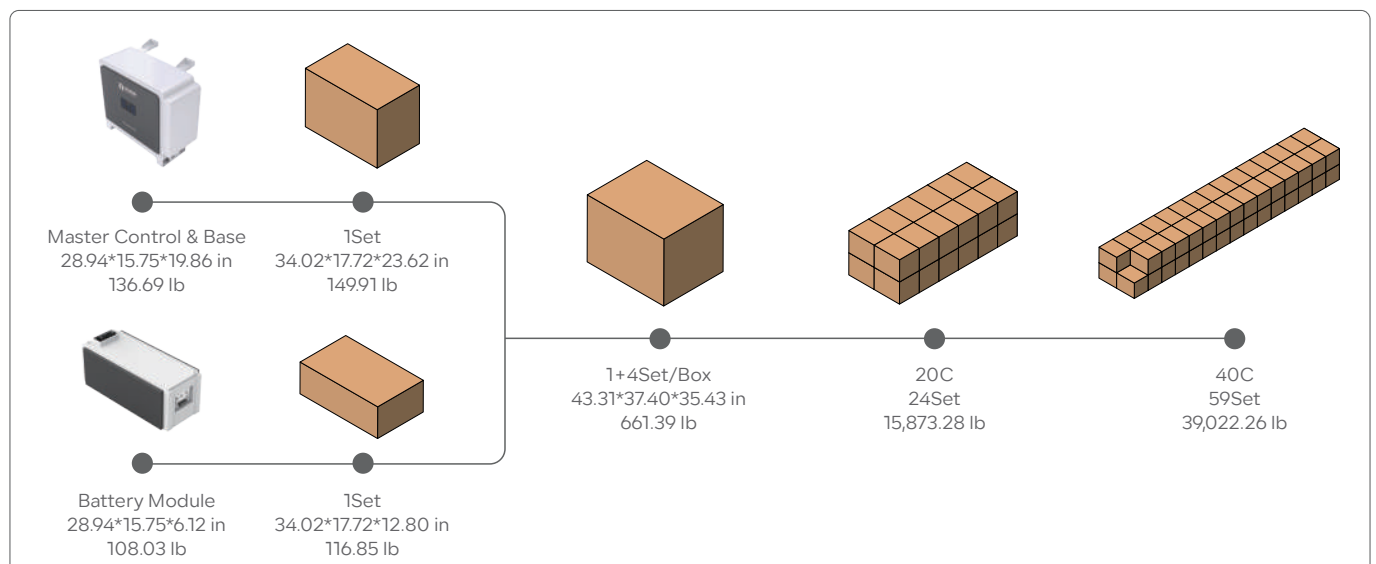 Master Control & Base
28.94*15.75*19.86 in
136.69 lb
1Set
34.02*17.72*23.62 in
149.91 lb
Battery Module
28.94*15.75*6.12 in
108.03 lb
1Set
34.02*17.72*12.80 in
116.85 lb
1+4Set/Box
43.31*37.40*35.43 in
661.39 lb
20C
24Set
15,873.28 lb
40C
59Set
39,022.26 lb